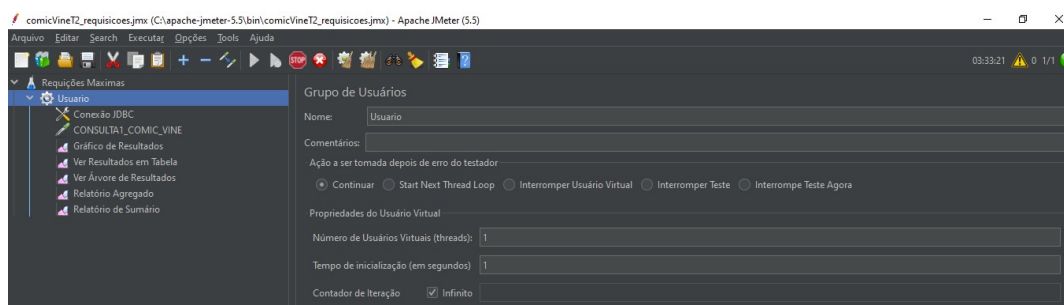 comicVineT2_requisicoes.jmx (C:\apache-jmeter-5.5\bin\comicVineT2_requisicoes.jmx) - Apache JMeter (5.5)
Arquivo Editar Search Executar Opções Tools Ajuda
STOP
03:33:21 0 1/1
Requições Maximas
Usuario
Conexão JDBC
CONSULTA1_COMIC_VINE
Gráfico de Resultados
Ver Resultados em Tabela
Ver Árvore de Resultados
Relatório Agregado
Relatório de Sumário
Grupo de Usuários
Nome: Usuario
Comentários:
Ação a ser tomada depois de erro do testador
Continuar Start Next Thread Loop Interromper Usuário Virtual Interromper Teste Interrompe Teste Agora
Propriedades do Usuário Virtual
Número de Usuários Virtuais (threads): 1
Tempo de inicialização (em segundos) 1
Contador de Iteração Infinito